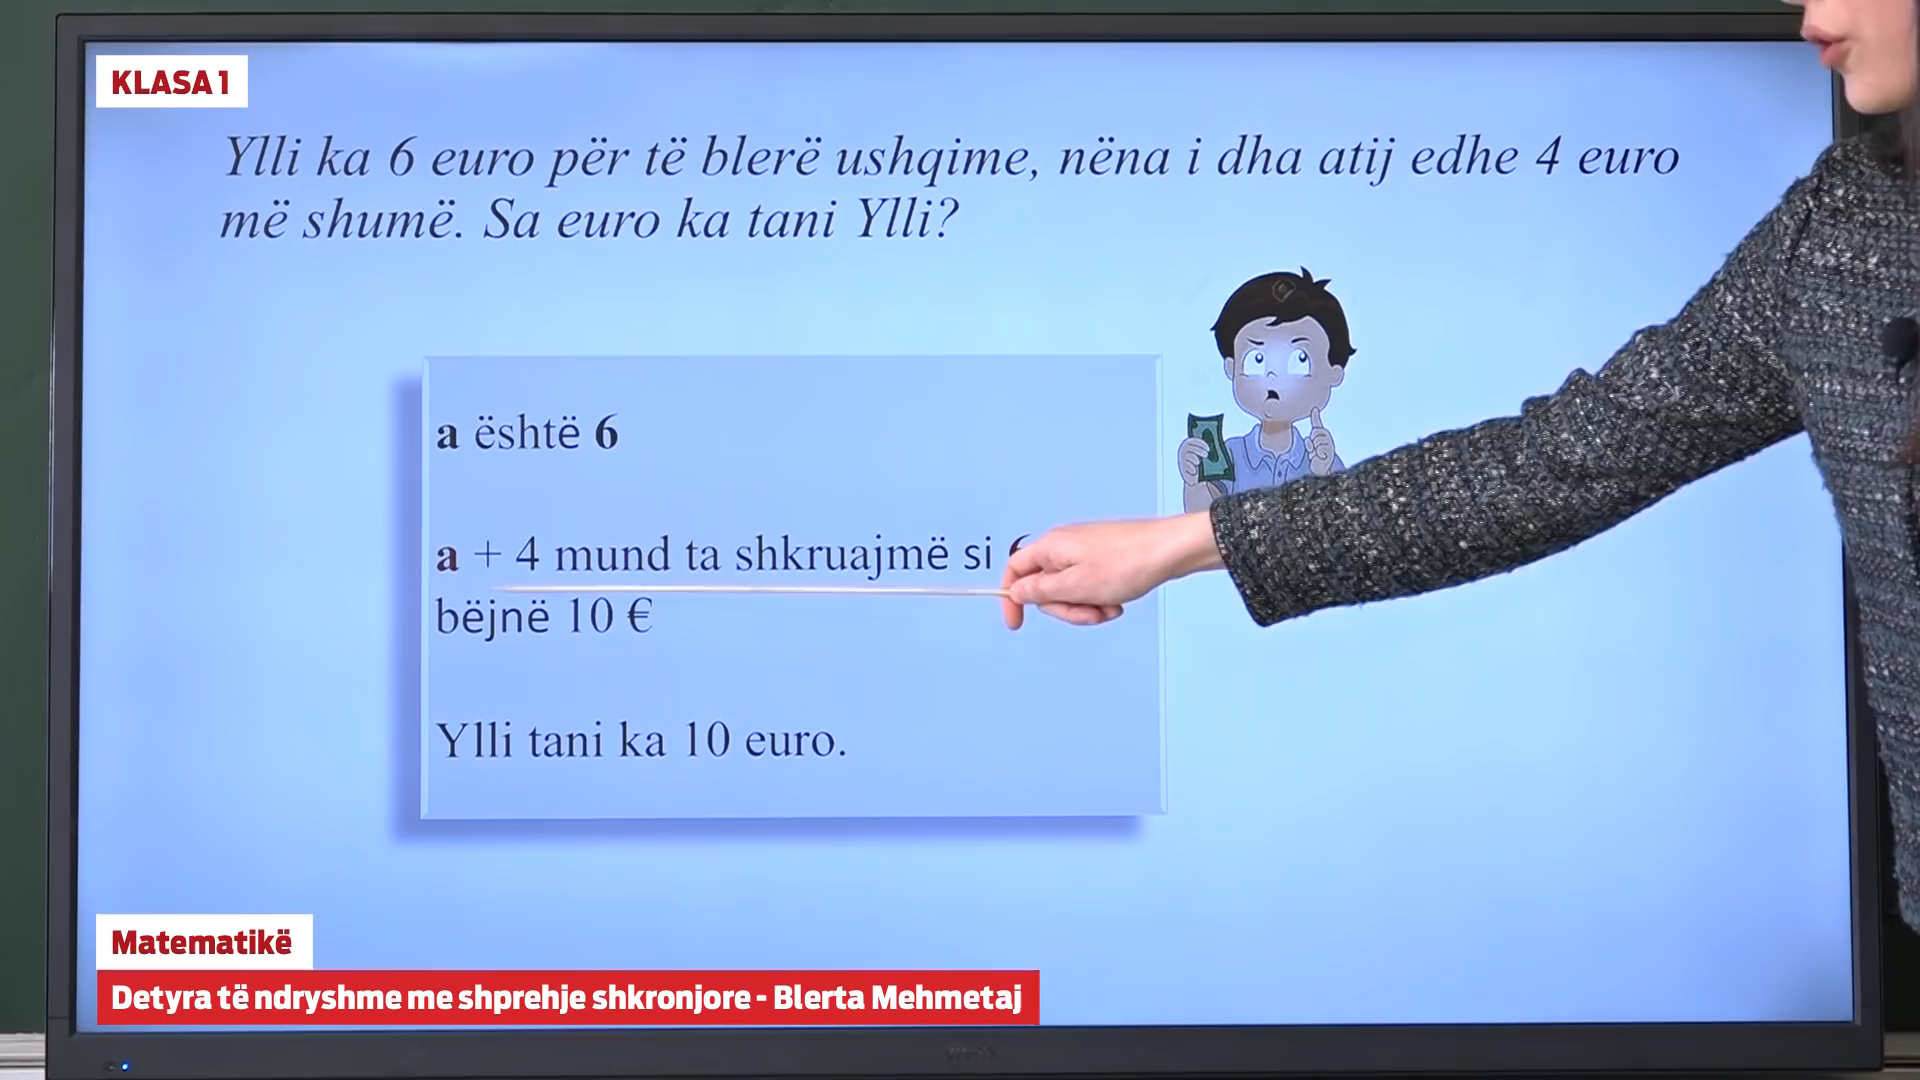 KLASA 1
Ylli ka 6 euro për të blerë ushqime, nëna i dha atij edhe 4 euro
më shumë. Sa euro ka tani Ylli?
a është 6
a + 4 mund ta shkruajmë si
bëjnë 10 €
Ylli tani ka 10 euro.
Matematikë
Detyra të ndryshme me shprehje shkronjore - Blerta Mehmetaj